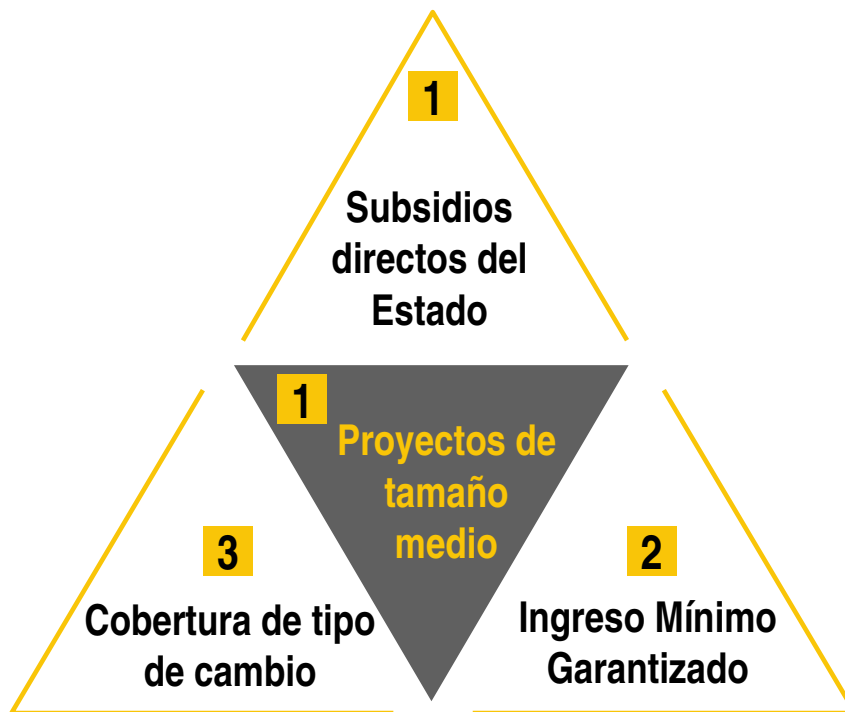 1
Subsidios
directos del
Estado
1
Proyectos de
tamaño
medio
3
Cobertura de tipo
de cambio
2
Ingreso Mínimo
Garantizado